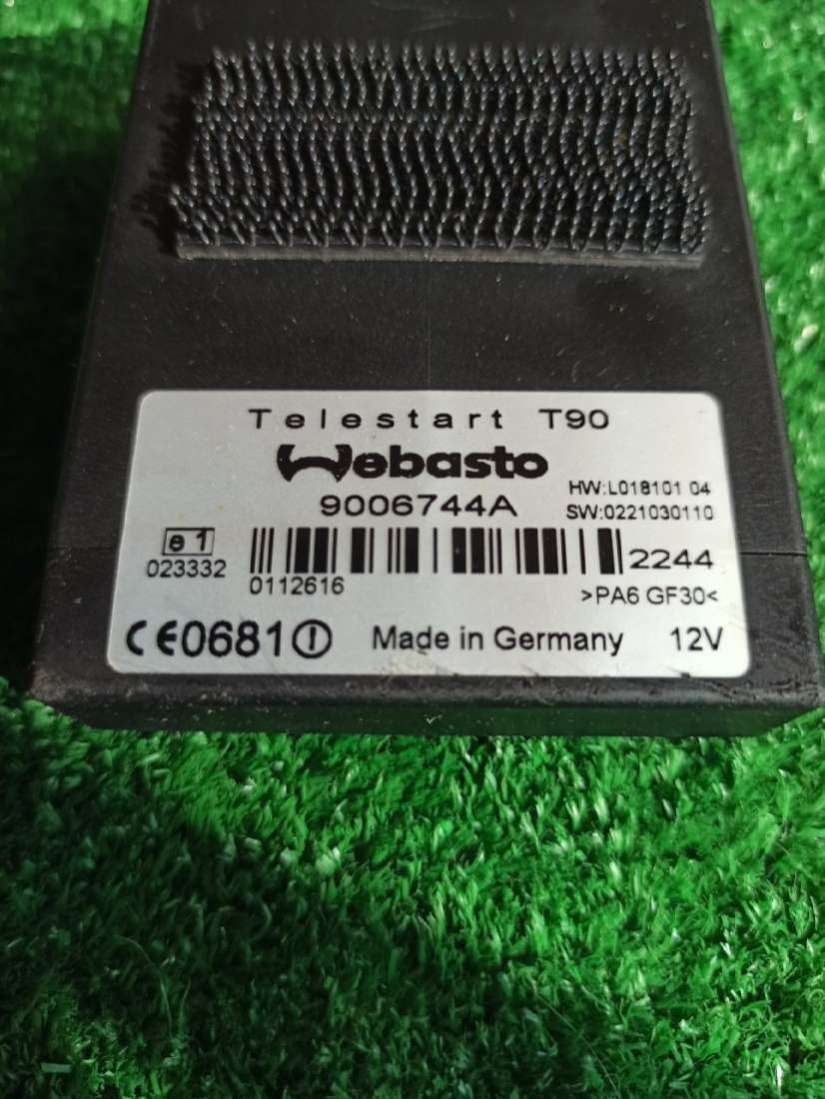 Telestart T90
Webasto
9006744A
HW:L018101 04
SW:0221030110
e1
023332
0112616
2244
>PA6 GF30<
CE0681
Made in Germany
12V